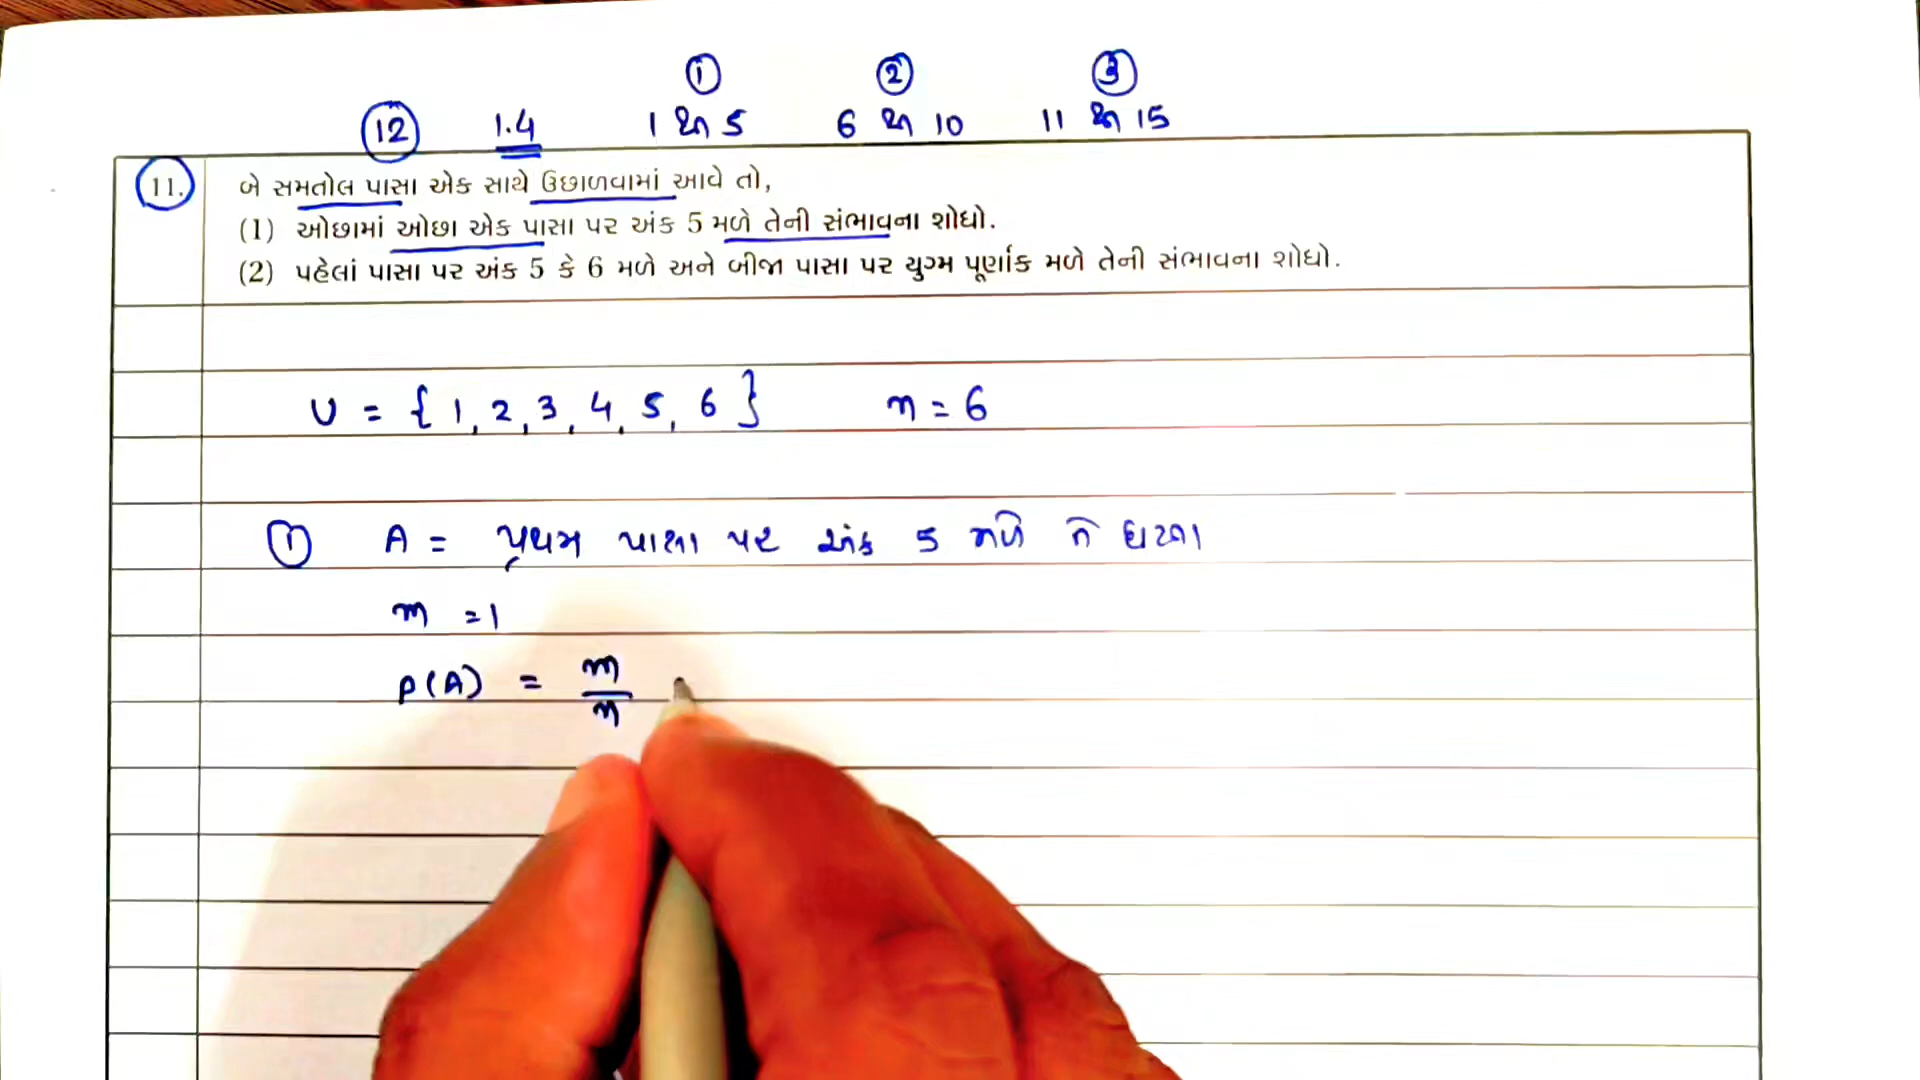 ① ② ③
12 1.4 1 થી 5 6 થી 10 11 થી 15
11. બે સમતોલ પાસા એક સાથે ઉછાળવામાં આવે તો,
(1) ઓછામાં ઓછા એક પાસા પર અંક 5 મળે તેની સંભાવના શોધો.
(2) પહેલાં પાસા પર અંક 5 કે 6 મળે અને બીજા પાસા પર યુગ્મ પૂર્ણાંક મળે તેની સંભાવના શોધો.
U = { 1, 2, 3, 4, 5, 6 } n = 6
① A = પ્રથમ પાસા પર અંક 5 મળે તે ઘટના
m = 1
P(A) = m/n